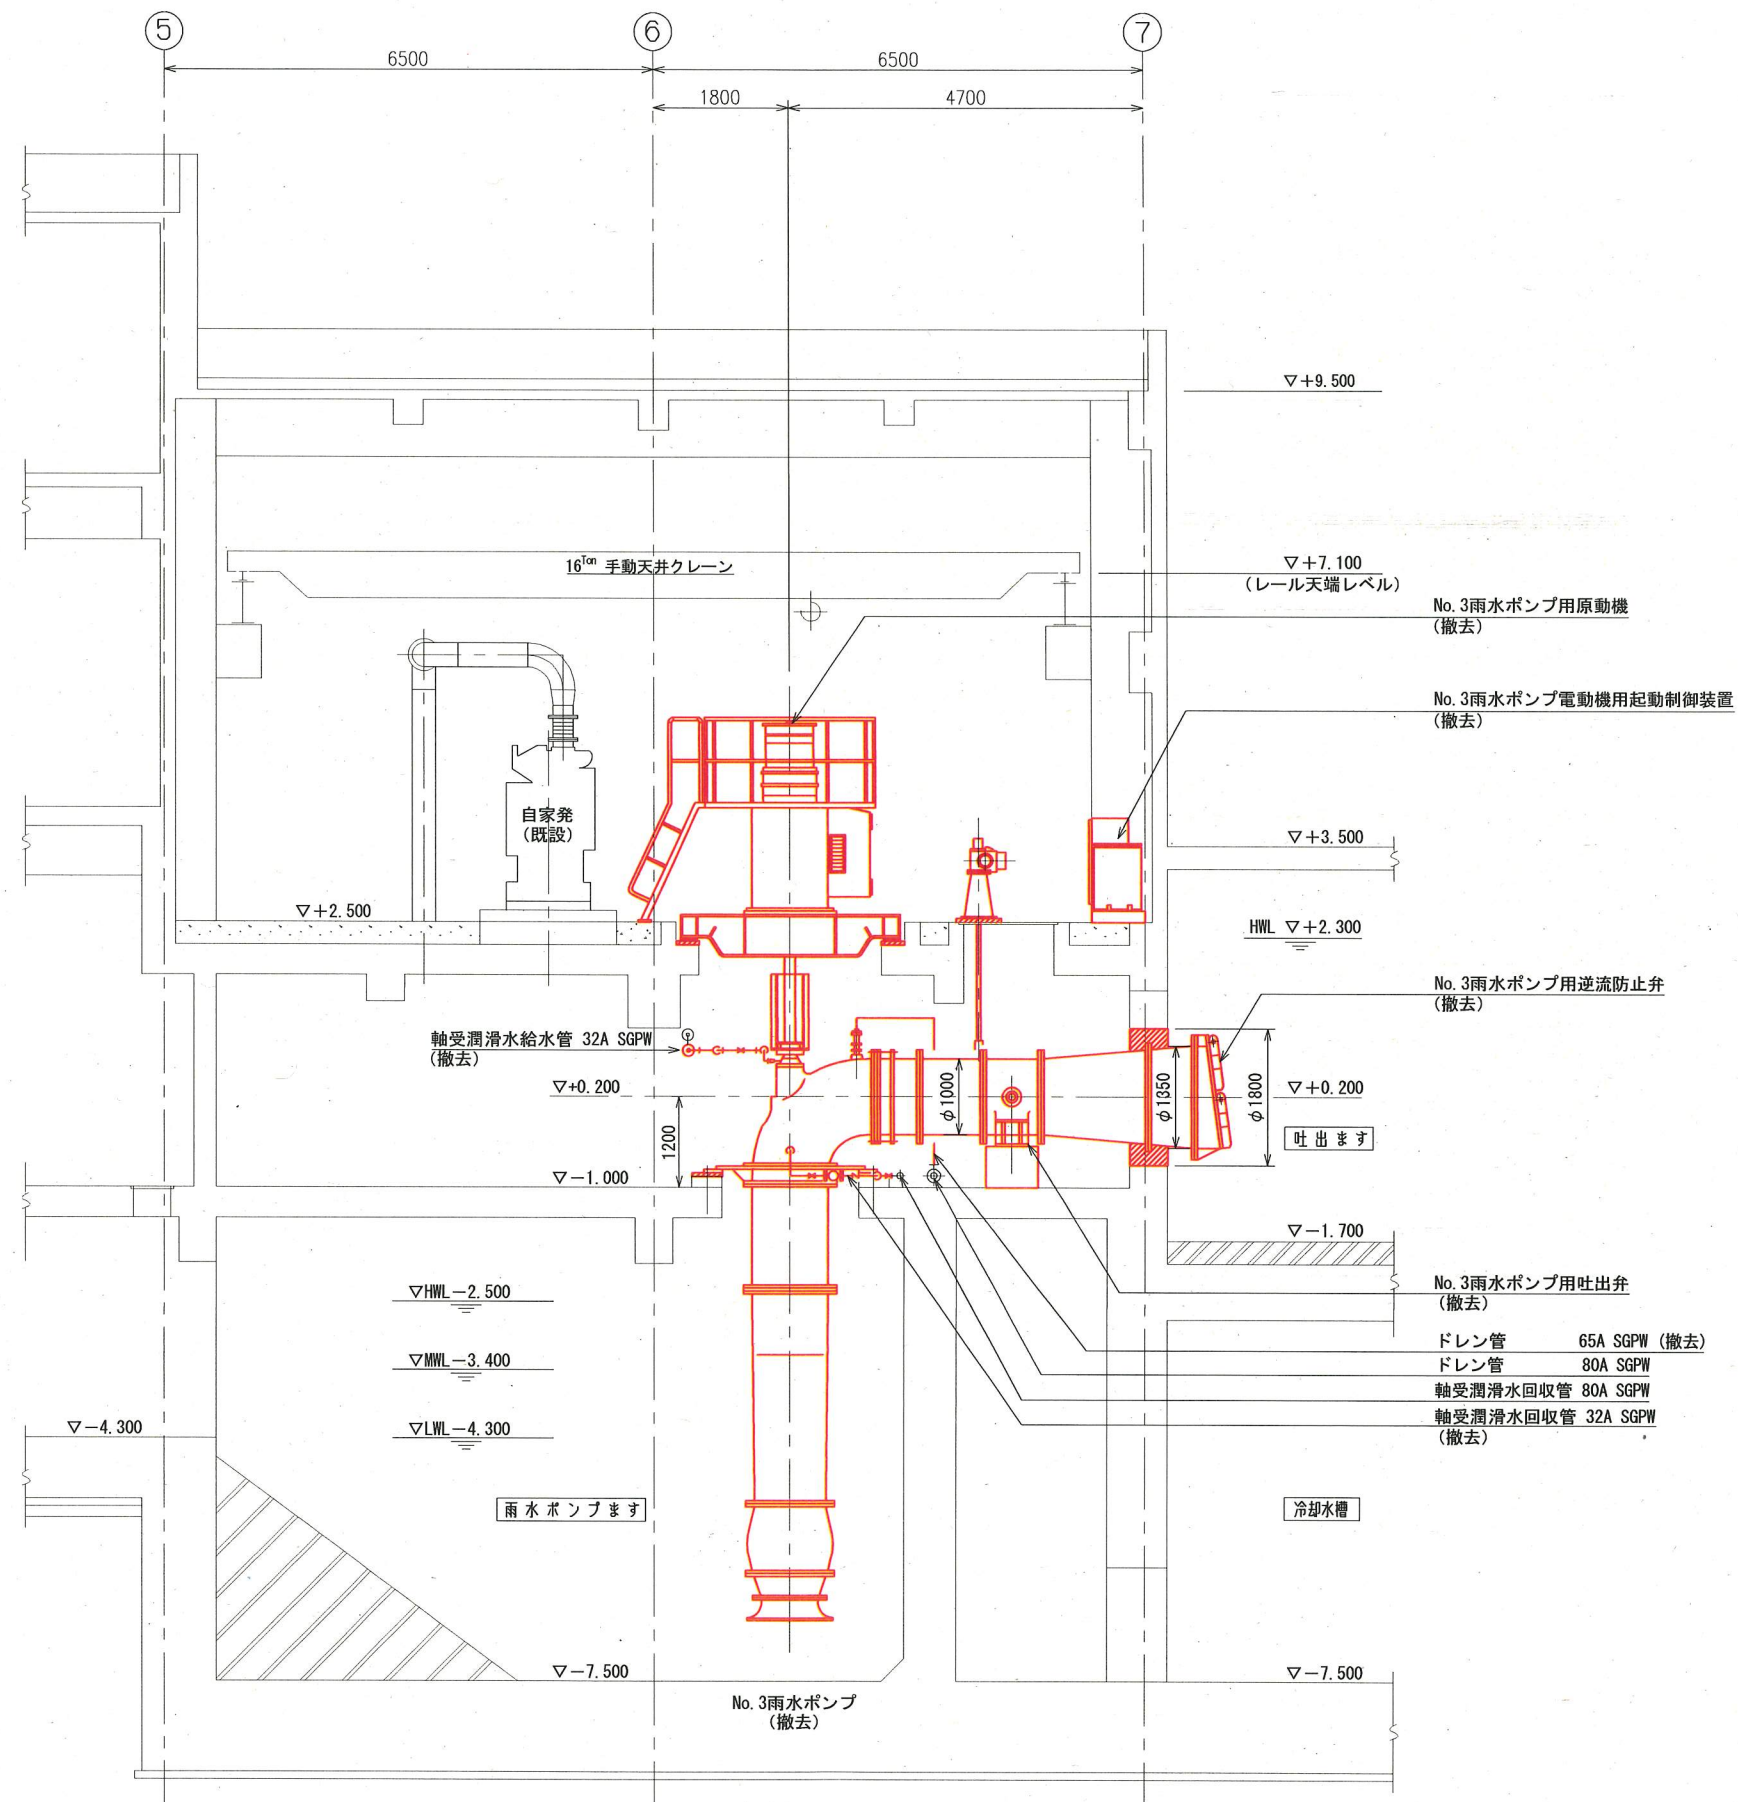 5
6
7
6500
6500
1800
4700
▽+9.500
16Ton 手動天井クレーン
▽+7.100
(レール天端レベル)
No.3雨水ポンプ用原動機
(撤去)
No.3雨水ポンプ電動機用起動制御装置
(撤去)
自家発
(既設)
▽+3.500
▽+2.500
HWL ▽+2.300
No.3雨水ポンプ用逆流防止弁
(撤去)
軸受潤滑水給水管 32A SGPW
(撤去)
P
▽+0.200
1200
φ1000
φ1350
φ1800
▽+0.200
吐出ます
▽-1.000
▽-1.700
▽HWL-2.500
No.3雨水ポンプ用吐出弁
(撤去)
ドレン管 65A SGPW (撤去)
▽MWL-3.400
ドレン管 80A SGPW
軸受潤滑水回収管 80A SGPW
軸受潤滑水回収管 32A SGPW
(撤去)
▽-4.300
▽LWL-4.300
雨水ポンプます
冷却水槽
▽-7.500
▽-7.500
No.3雨水ポンプ
(撤去)